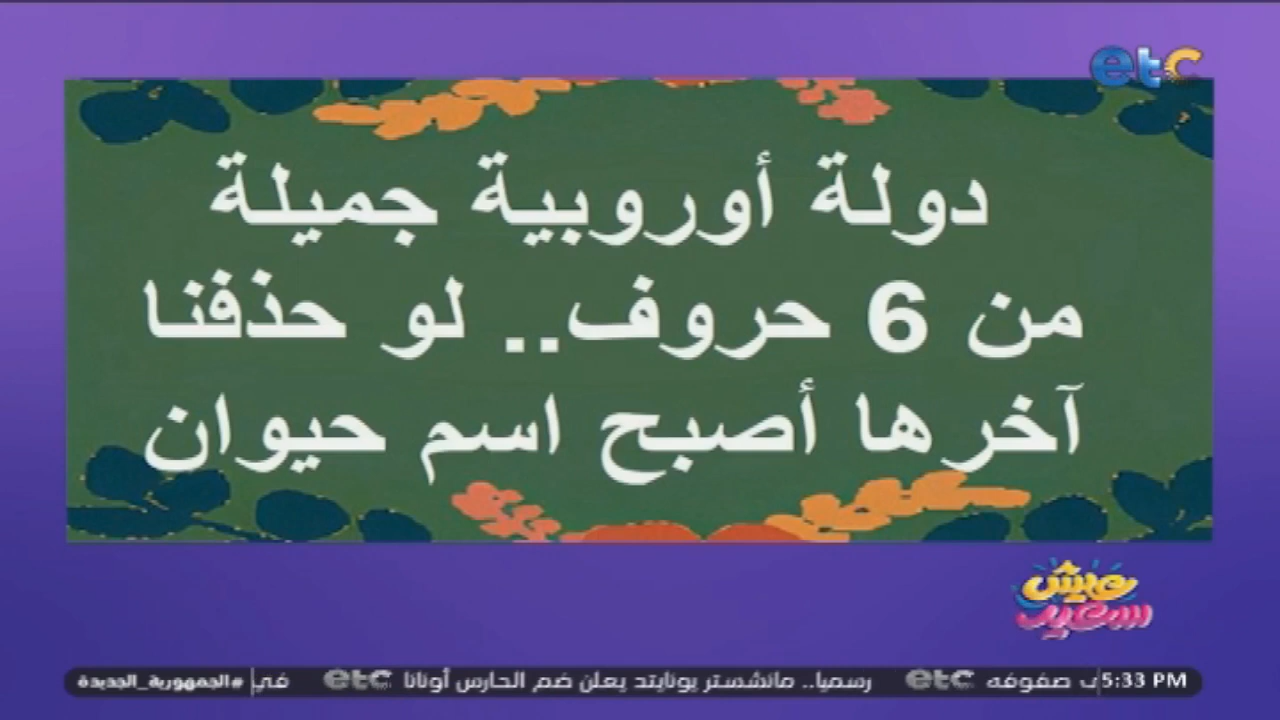 etc
دولة أوروبية جميلة
من 6 حروف.. لو حذفنا
آخرها أصبح اسم حيوان
عيش
سعيد
5:33 PM ب صفوفه etc رسميا.. مانشستر يونايتد يعلن ضم الحارس أونانا etc في #الجمهورية_الجديدة